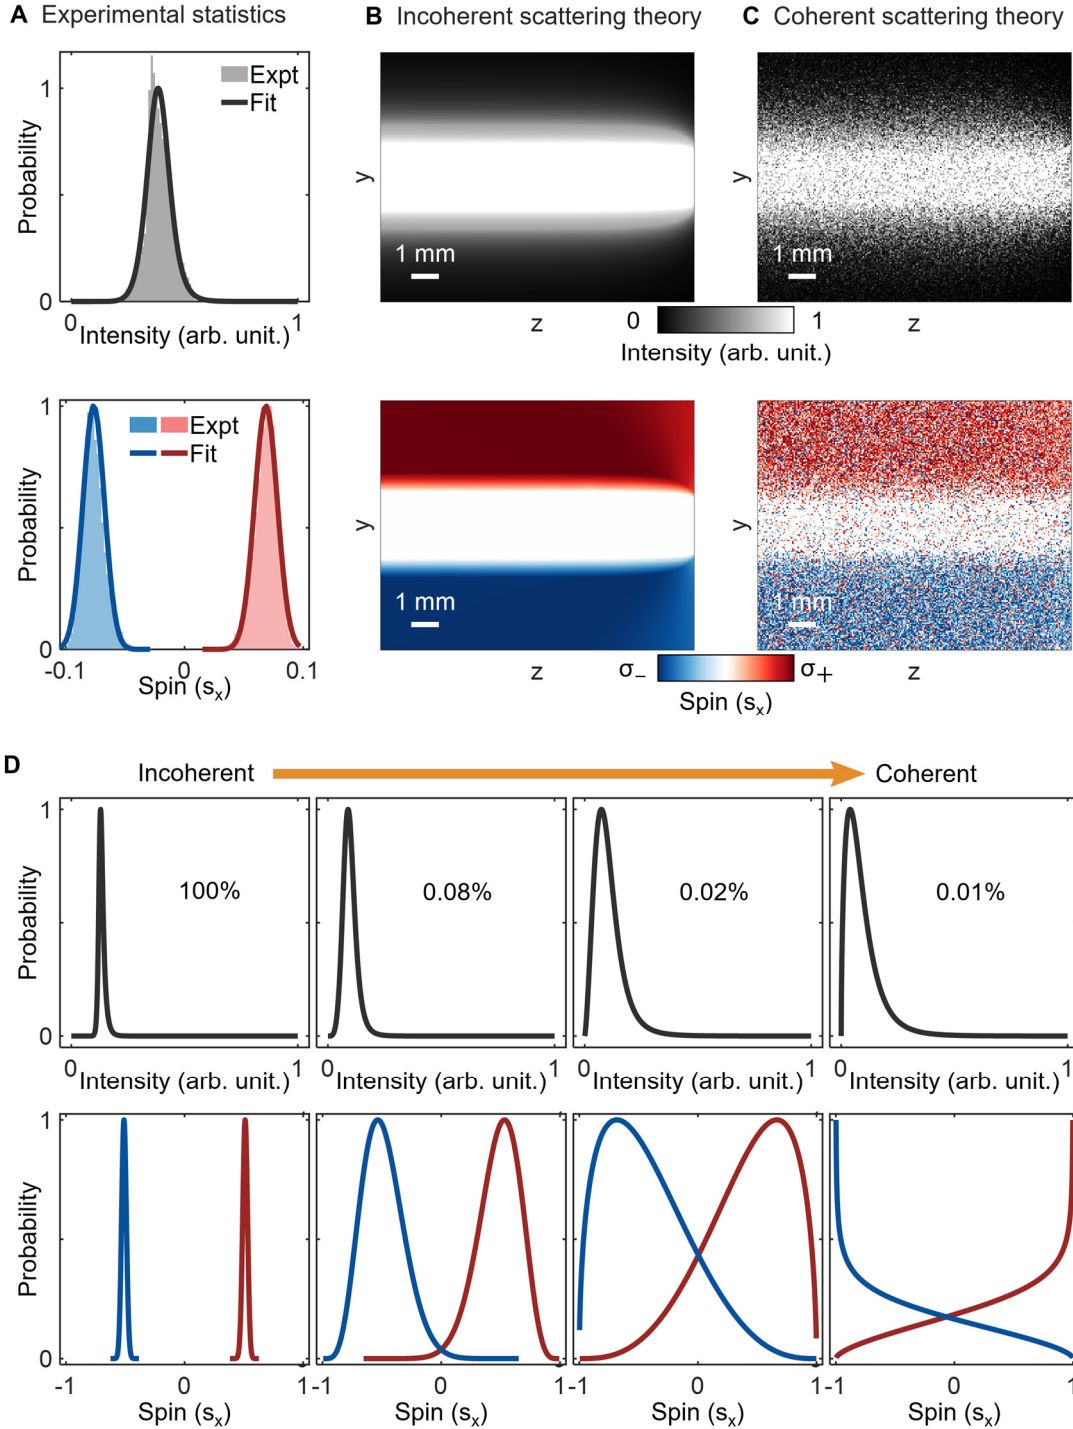 A Experimental statistics
B Incoherent scattering theory
C Coherent scattering theory
Probability
1
0
Expt
Fit
0
1
Intensity (arb. unit.)
y
1 mm
z
y
1 mm
z
0
1
Intensity (arb. unit.)
Probability
1
0
Expt
Fit
-0.1
0
0.1
Spin (sx)
y
1 mm
z
y
1 mm
z
σ−
σ+
Spin (sx)
D
Incoherent
Coherent
Probability
1
0
100%
0.08%
0.02%
0.01%
0
1
0
1
0
1
0
1
Intensity (arb. unit.)
Intensity (arb. unit.)
Intensity (arb. unit.)
Intensity (arb. unit.)
Probability
1
0
-1
0
1
-1
0
1
-1
0
1
-1
0
1
Spin (sx)
Spin (sx)
Spin (sx)
Spin (sx)